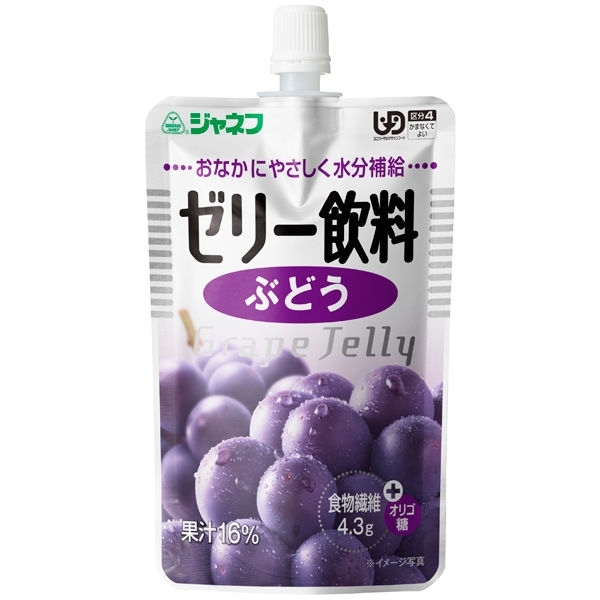 ジャネフ
区分4
かまなくて
よい
ユニバーサルデザインフード
おなかにやさしく水分補給
ゼリー飲料
ぶどう
Grape Jelly
食物繊維
4.3g
+
オリゴ
糖
果汁16%
※イメージ写真